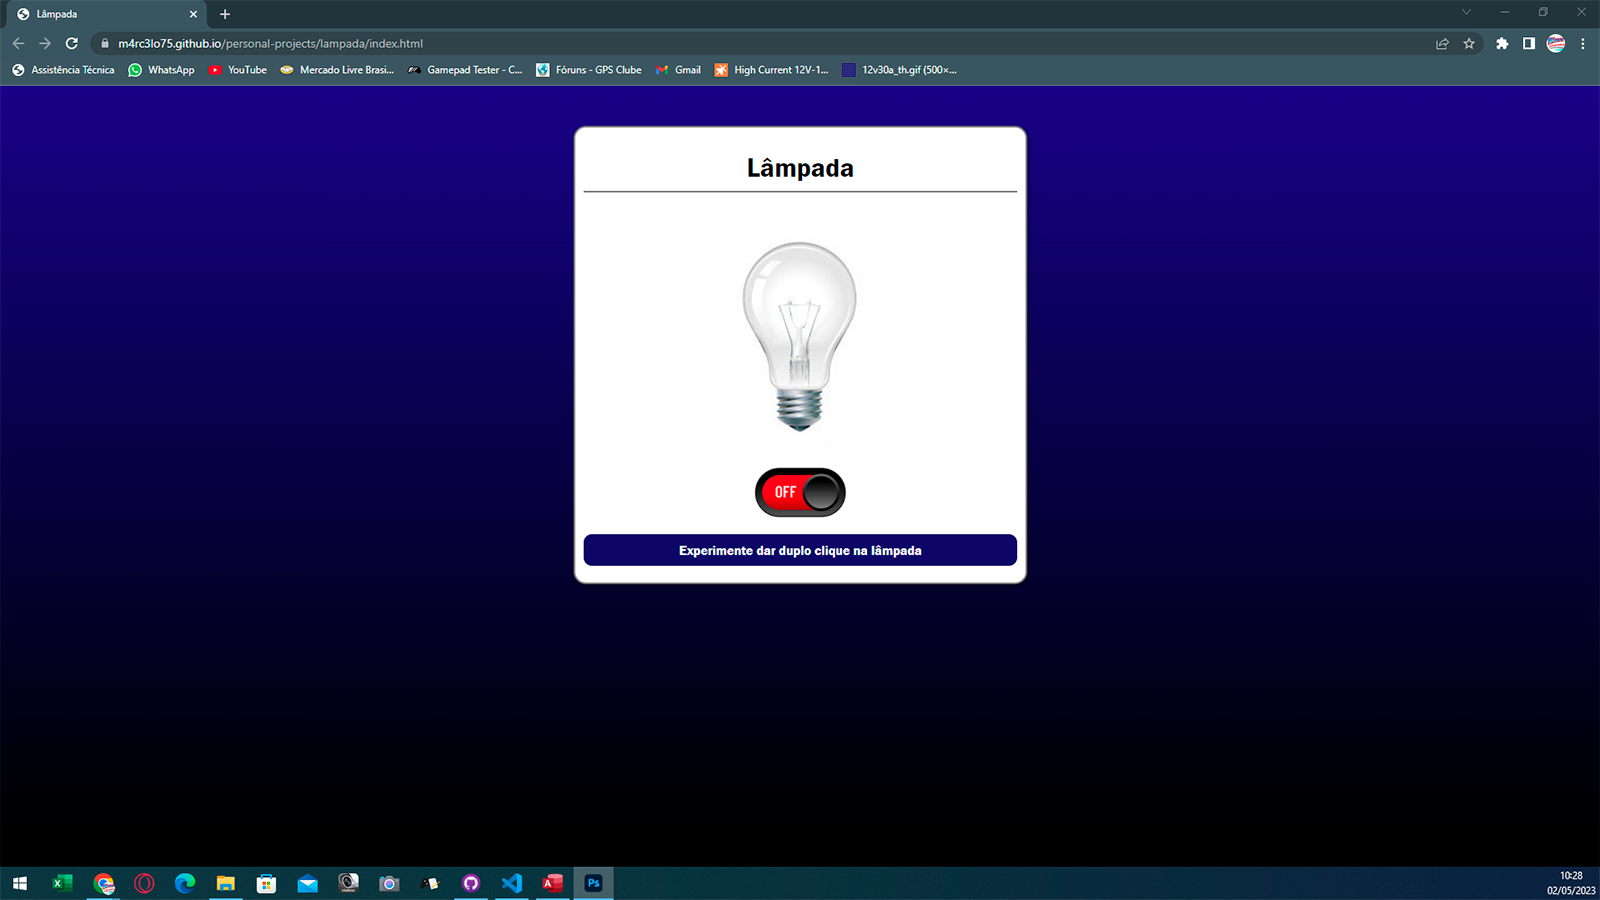 Lâmpada
m4rc3lo75.github.io/personal-projects/lampada/index.html
Assistência Técnica WhatsApp YouTube Mercado Livre Brasi... Gamepad Tester - C... Fóruns - GPS Clube Gmail High Current 12V-1... 12v30a_th.gif (500×...
Lâmpada
OFF
Experimente dar duplo clique na lâmpada
Ps
10:28
02/05/2023